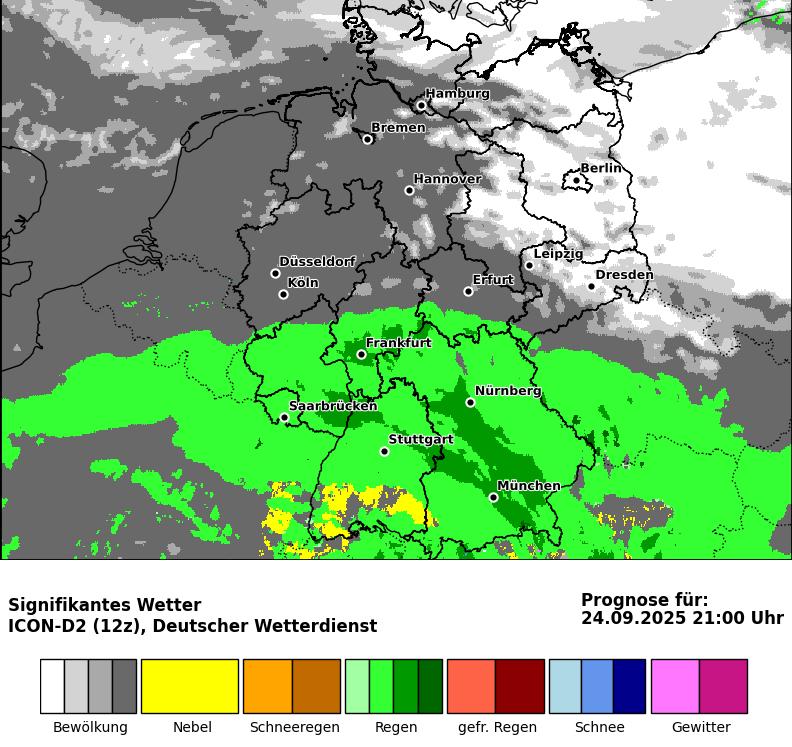 Hamburg
Bremen
Berlin
Hannover
Leipzig
Düsseldorf
Dresden
Köln
Erfurt
Frankfurt
Nürnberg
Saarbrücken
Stuttgart
München
Signifikantes Wetter
ICON-D2 (12z), Deutscher Wetterdienst
Prognose für:
24.09.2025 21:00 Uhr
Bewölkung
Nebel
Schneeregen
Regen
gefr. Regen
Schnee
Gewitter